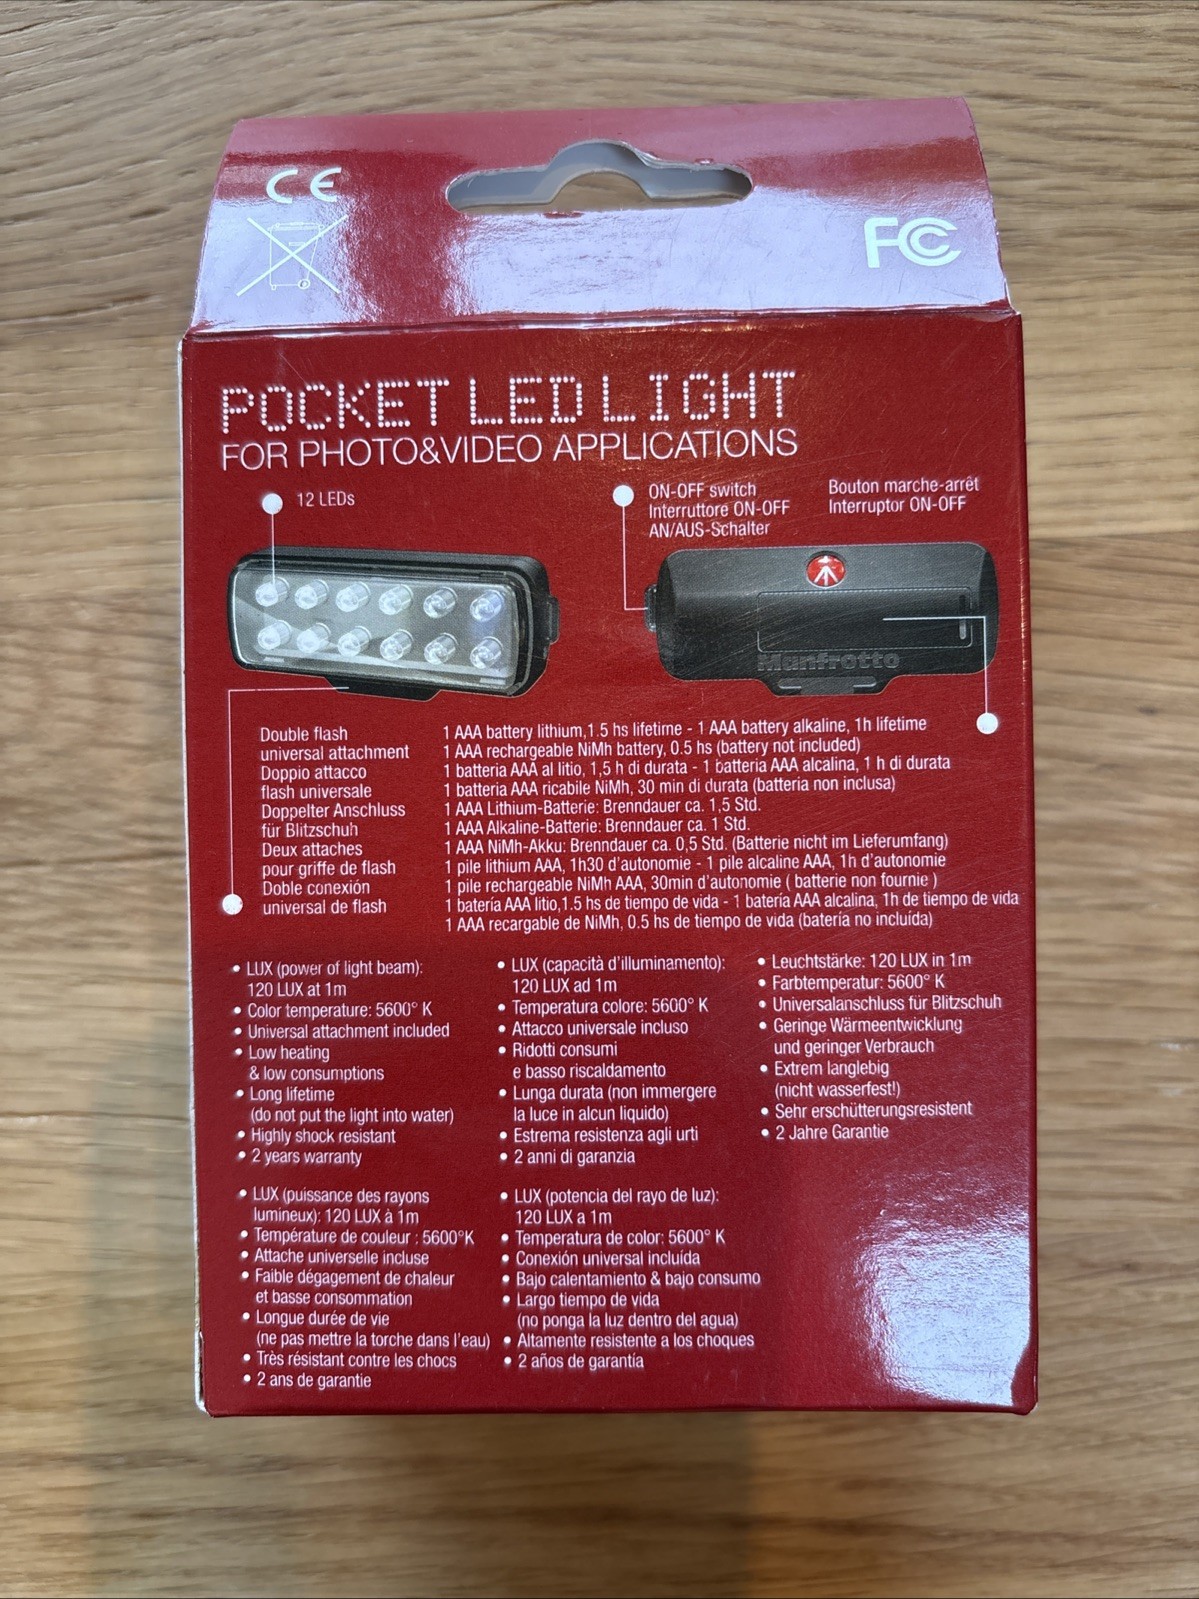 CE
FC
POCKET LED LIGHT
FOR PHOTO&VIDEO APPLICATIONS
12 LEDs
ON-OFF switch
Interruttore ON-OFF
AN/AUS-Schalter
Bouton marche-arrêt
Interruptor ON-OFF
Manfrotto
Double flash
universal attachment
Doppio attacco
flash universale
Doppelter Anschluss
für Blitzschuh
Deux attaches
pour griffe de flash
Doble conexión
universal de flash
1 AAA battery lithium,1.5 hs lifetime - 1 AAA battery alkaline, 1h lifetime
1 AAA rechargeable NiMh battery, 0.5 hs (battery not included)
1 batteria AAA al litio, 1,5 h di durata - 1 batteria AAA alcalina, 1 h di durata
1 batteria AAA ricabile NiMh, 30 min di durata (batteria non inclusa)
1 AAA Lithium-Batterie: Brenndauer ca. 1,5 Std.
1 AAA Alkaline-Batterie: Brenndauer ca. 1 Std.
1 AAA NiMh-Akku: Brenndauer ca. 0,5 Std. (Batterie nicht im Lieferumfang)
1 pile lithium AAA, 1h30 d'autonomie - 1 pile alcaline AAA, 1h d'autonomie
1 pile rechargeable NiMh AAA, 30min d'autonomie ( batterie non fournie )
1 batería AAA litio,1.5 hs de tiempo de vida - 1 batería AAA alcalina, 1h de tiempo de vida
1 AAA recargable de NiMh, 0.5 hs de tiempo de vida (batería no incluída)
• LUX (power of light beam):
120 LUX at 1m
• Color temperature: 5600° K
• Universal attachment included
• Low heating
& low consumptions
• Long lifetime
(do not put the light into water)
• Highly shock resistant
• 2 years warranty
• LUX (capacità d'illuminamento):
120 LUX ad 1m
• Temperatura colore: 5600° K
• Attacco universale incluso
• Ridotti consumi
e basso riscaldamento
• Lunga durata (non immergere
la luce in alcun liquido)
• Estrema resistenza agli urti
• 2 anni di garanzia
• Leuchtstärke: 120 LUX in 1m
• Farbtemperatur: 5600° K
• Universalanschluss für Blitzschuh
• Geringe Wärmeentwicklung
und geringer Verbrauch
• Extrem langlebig
(nicht wasserfest!)
• Sehr erschütterungsresistent
• 2 Jahre Garantie
• LUX (puissance des rayons
lumineux): 120 LUX à 1m
• Température de couleur : 5600°K
• Attache universelle incluse
• Faible dégagement de chaleur
et basse consommation
• Longue durée de vie
(ne pas mettre la torche dans l'eau)
• Très résistant contre les chocs
• 2 ans de garantie
• LUX (potencia del rayo de luz):
120 LUX a 1m
• Temperatura de color: 5600° K
• Conexión universal incluída
• Bajo calentamiento & bajo consumo
• Largo tiempo de vida
(no ponga la luz dentro del agua)
• Altamente resistente a los choques
• 2 años de garantía